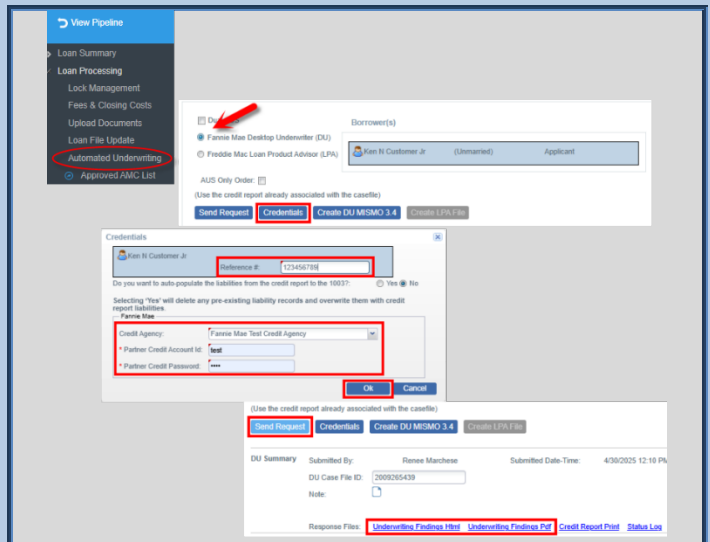 View Pipeline
Loan Summary
Loan Processing
Lock Management
Fees & Closing Costs
Upload Documents
Loan File Update
Automated Underwriting
Approved AMC List
Borrower(s)
Fannie Mae Desktop Underwriter (DU)
Freddie Mac Loan Product Advisor (LPA)
Ken N Customer Jr (Unmarried) Applicant
AUS Only Order:
(Use the credit report already associated with the casefile)
Send Request Credentials Create DU MISMO 3.4 Create LPA File
Credentials
Ken N Customer Jr
Reference #: 123456789
Do you want to auto-populate the liabilities from the credit report to the 1003?: Yes No
Selecting 'Yes' will delete any pre-existing liability records and overwrite them with credit
report liabilities.
Fannie Mae
Credit Agency: Fannie Mae Test Credit Agency
* Partner Credit Account Id: test
* Partner Credit Password: ••••
Ok Cancel
(Use the credit report already associated with the casefile)
Send Request Credentials Create DU MISMO 3.4 Create LPA File
DU Summary Submitted By: Renee Marchese Submitted Date-Time: 4/30/2025 12:10 PM
DU Case File ID: 2009265439
Note:
Response Files: Underwriting Findings Html Underwriting Findings Pdf Credit Report Print Status Log